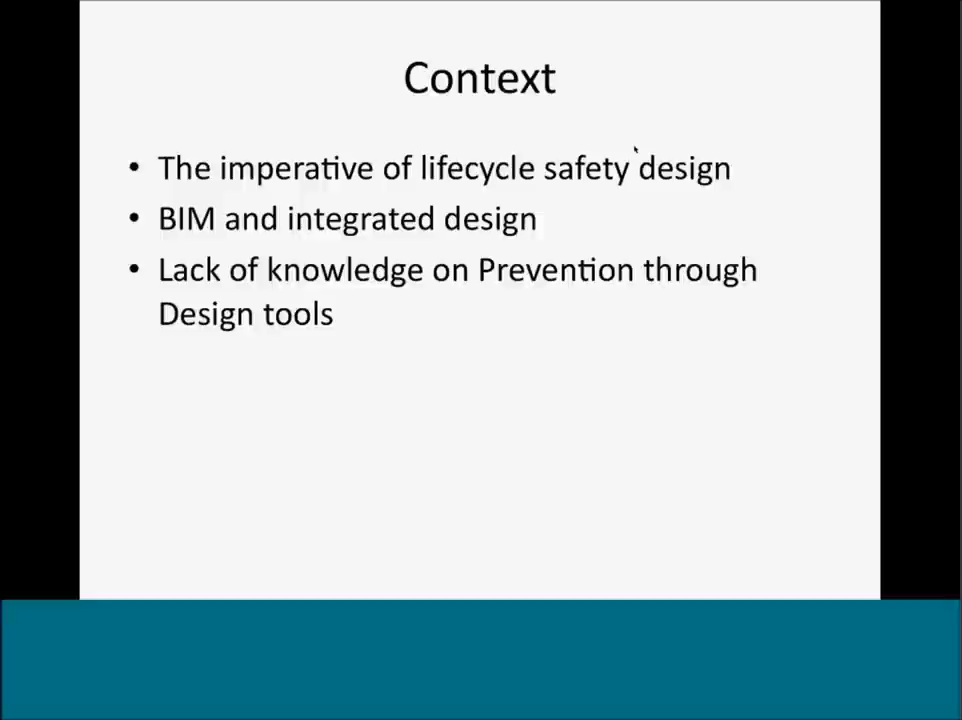 Context
• The imperative of lifecycle safety design
• BIM and integrated design
• Lack of knowledge on Prevention through
Design tools